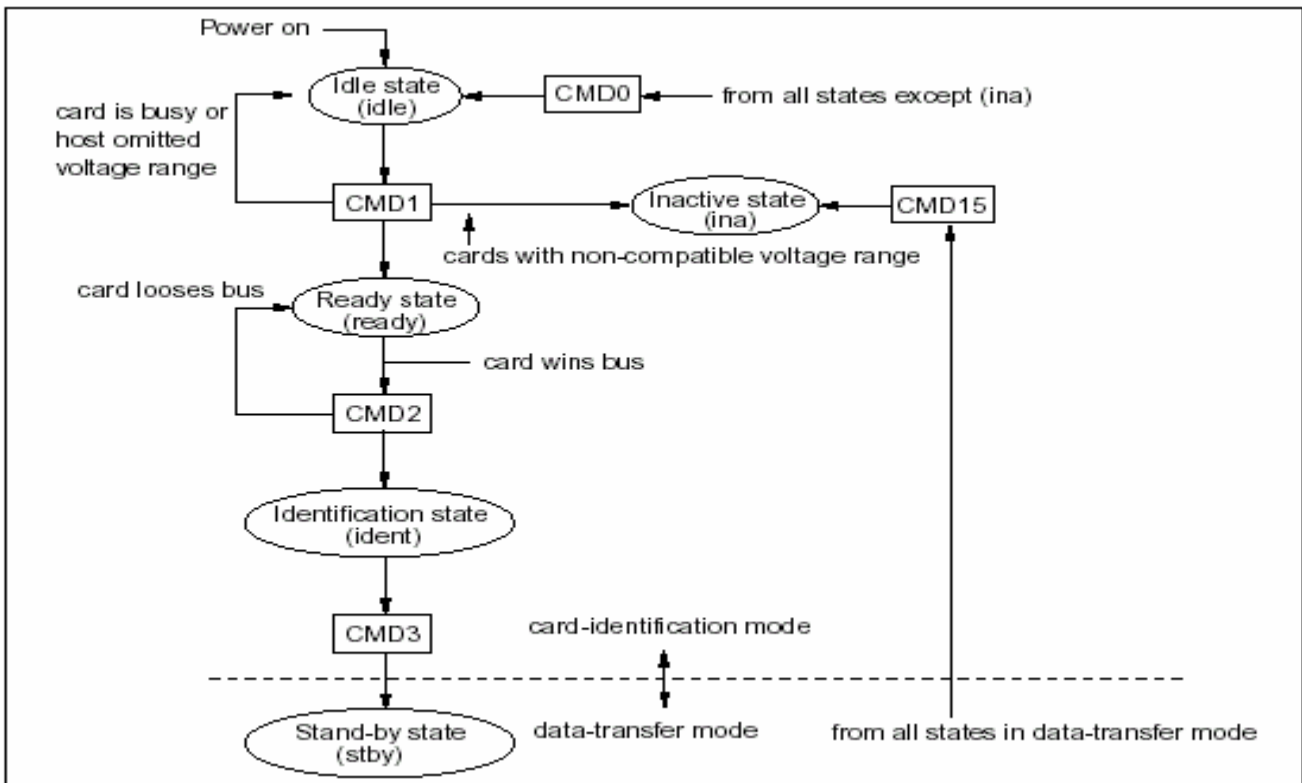 Power on
Idle state
(idle)
CMD0
from all states except (ina)
card is busy or
host omitted
voltage range
CMD1
Inactive state
(ina)
CMD15
cards with non-compatible voltage range
card looses bus
Ready state
(ready)
card wins bus
CMD2
Identification state
(ident)
CMD3
card-identification mode
Stand-by state
(stby)
data-transfer mode
from all states in data-transfer mode